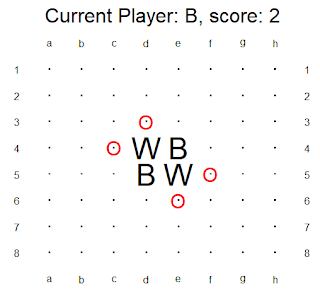 Current Player: B, score: 2
a b c d e f g h
1 . . . . . . . . 1
2 . . . . . . . . 2
3 . . . O . . . . 3
4 . . O W B . . . 4
5 . . . B W O . . 5
6 . . . . O . . . 6
7 . . . . . . . . 7
8 . . . . . . . . 8
a b c d e f g h